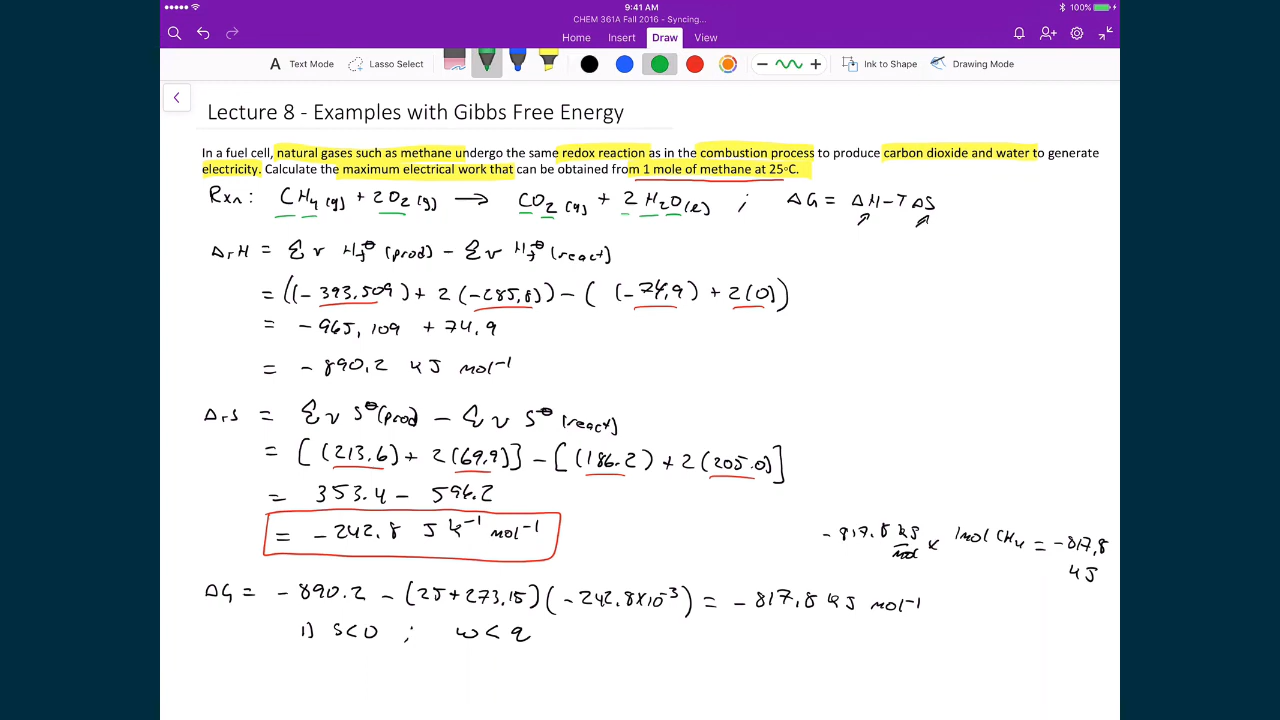 9:41 AM
100%
CHEM 361A Fall 2016 - Syncing...
Home Insert Draw View
A Text Mode Lasso Select Ink to Shape Drawing Mode
Lecture 8 - Examples with Gibbs Free Energy
In a fuel cell, natural gases such as methane undergo the same redox reaction as in the combustion process to produce carbon dioxide and water to generate
electricity. Calculate the maximum electrical work that can be obtained from 1 mole of methane at 25◦C.
Rxn: CH4 (g) + 2O2 (g) → CO2 (g) + 2 H2O(l) ; ΔG = ΔH - TΔS
ΔrH = Σν Hf⦵ (prod) - Σν Hf⦵ (react)
= ((-393.509) + 2(-285.8)) - ((-74.9) + 2(0))
= -965.109 + 74.9
= -890.2 kJ mol⁻¹
ΔrS = Σν S⦵ (prod) - Σν S⦵ (react)
= [(213.6) + 2(69.9)] - [(186.2) + 2(205.0)]
= 353.4 - 596.2
= -242.8 J K⁻¹ mol⁻¹
-817.8 kJ/mol × 1mol CH4 = -817.8
kJ
ΔG = -890.2 - (25+273.15)(-242.8×10⁻³) = -817.8 kJ mol⁻¹
1) S<0 ; w < q